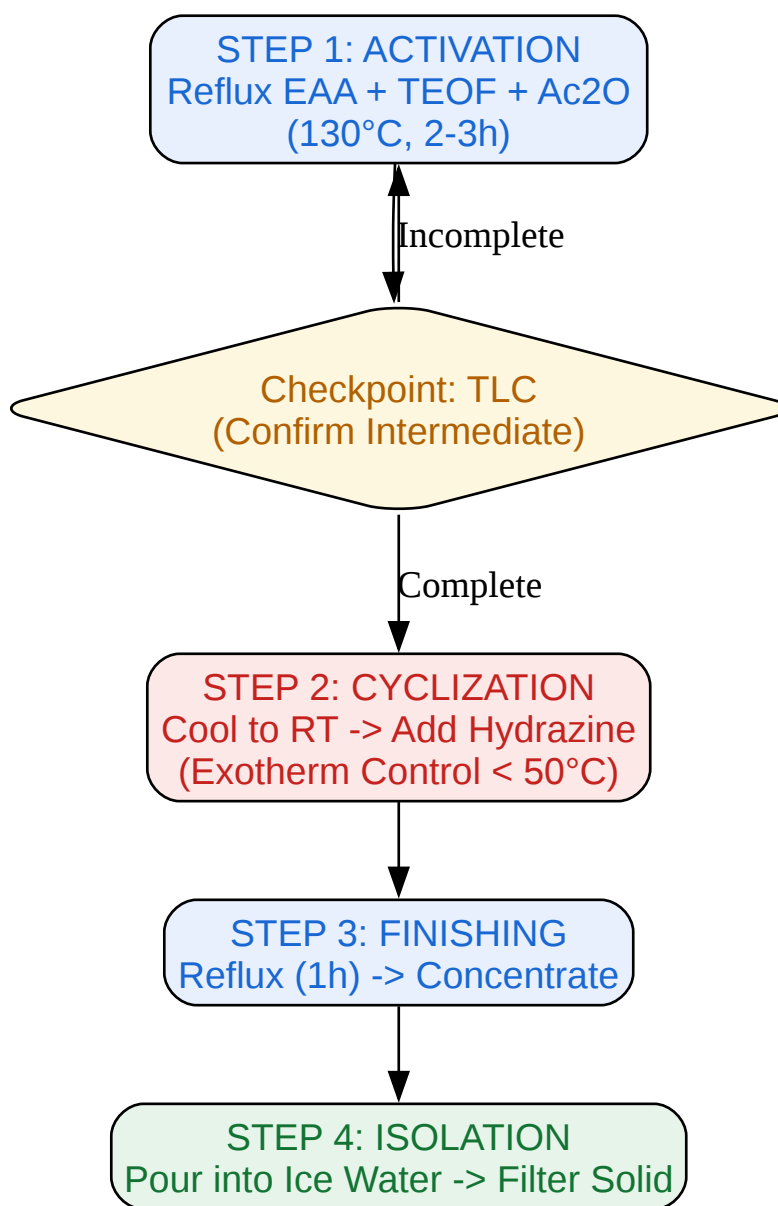 STEP 1: ACTIVATION
Reflux EAA + TEOF + Ac2O
(130°C, 2-3h)
Incomplete
Checkpoint: TLC
(Confirm Intermediate)
Complete
STEP 2: CYCLIZATION
Cool to RT -> Add Hydrazine
(Exotherm Control < 50°C)
STEP 3: FINISHING
Reflux (1h) -> Concentrate
STEP 4: ISOLATION
Pour into Ice Water -> Filter Solid